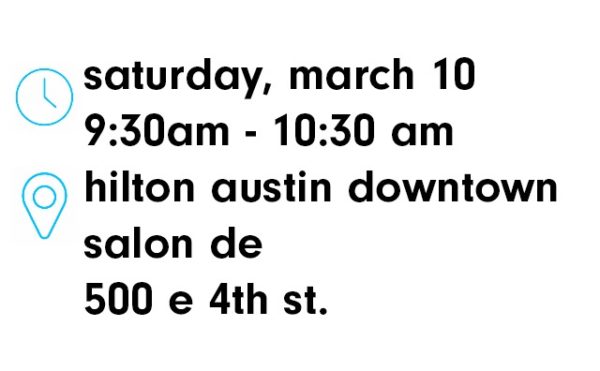 saturday, march 10
9:30am - 10:30 am
hilton austin downtown
salon de
500 e 4th st.